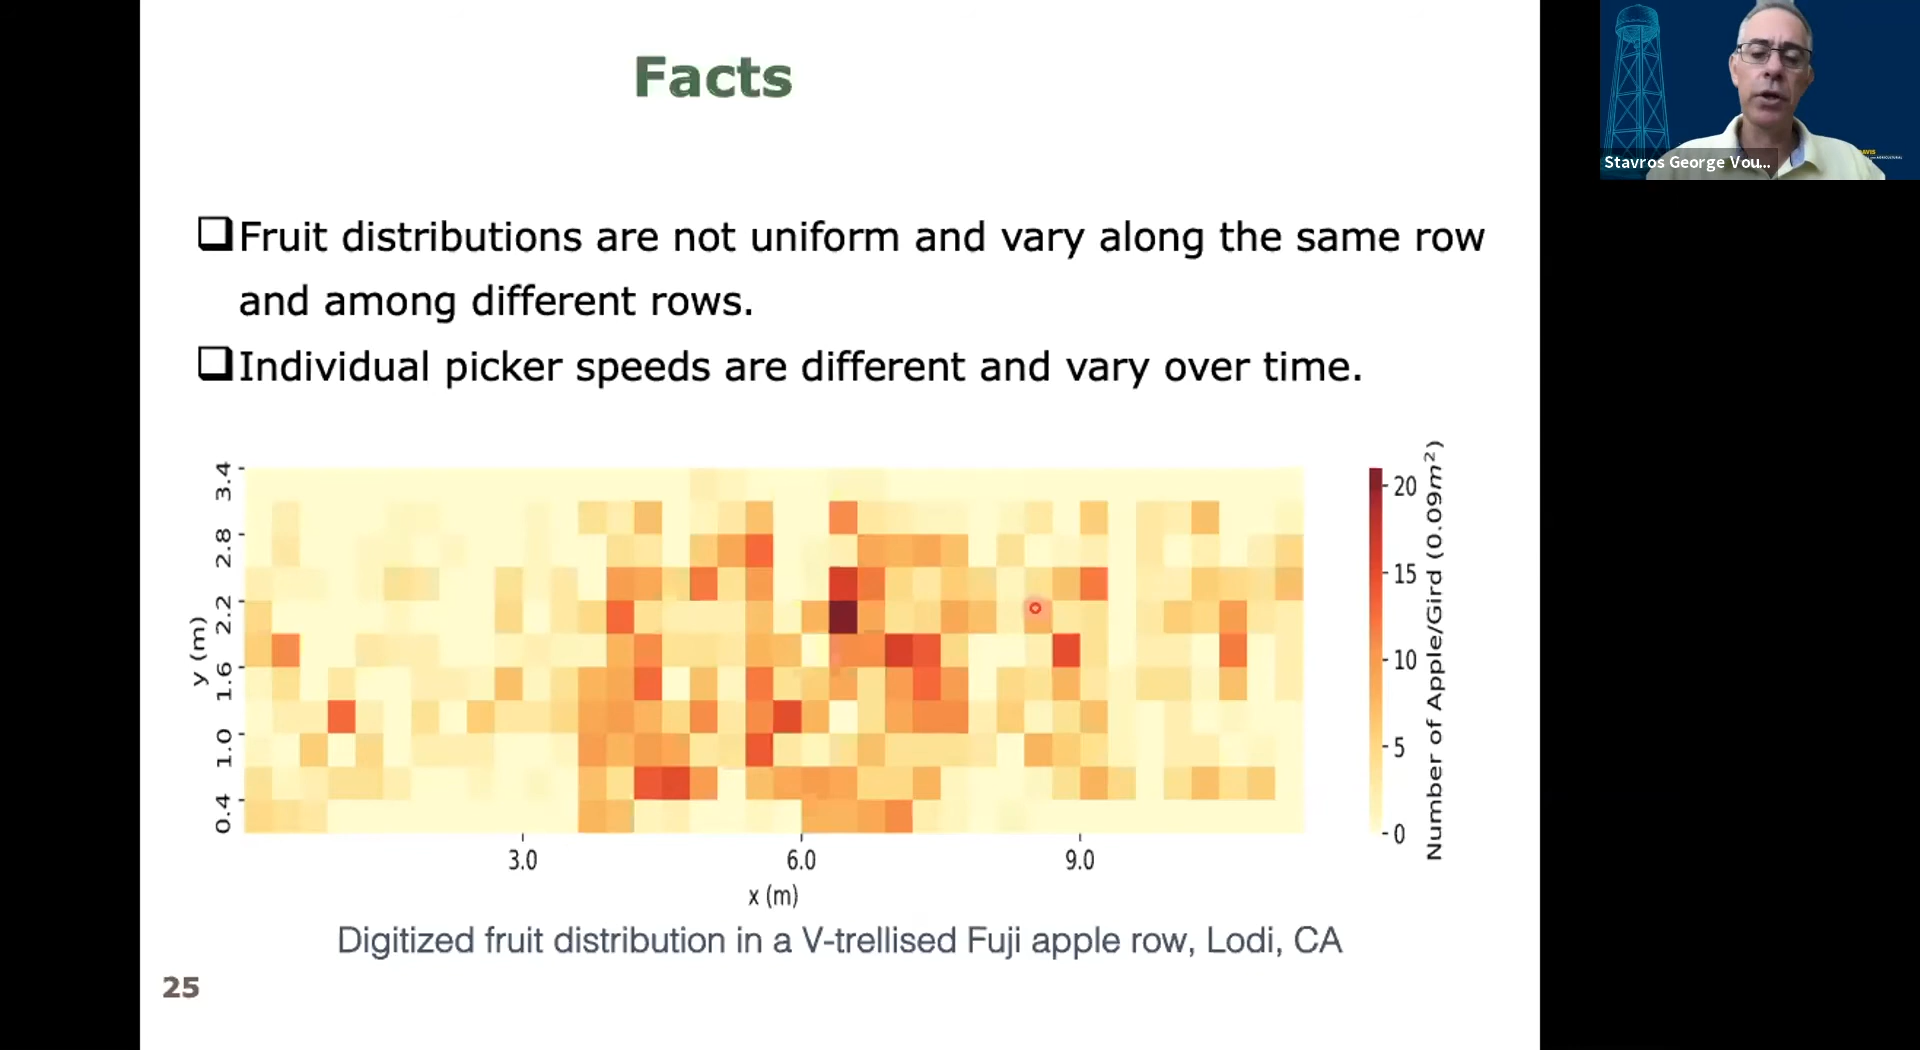 Facts
Fruit distributions are not uniform and vary along the same row
and among different rows.
Individual picker speeds are different and vary over time.
3.4
2.8
2.2
1.6
1.0
0.4
y (m)
3.0
6.0
9.0
x (m)
20
15
10
5
0
Number of Apple/Gird (0.09m²)
Digitized fruit distribution in a V-trellised Fuji apple row, Lodi, CA
25
Stavros George Vou...